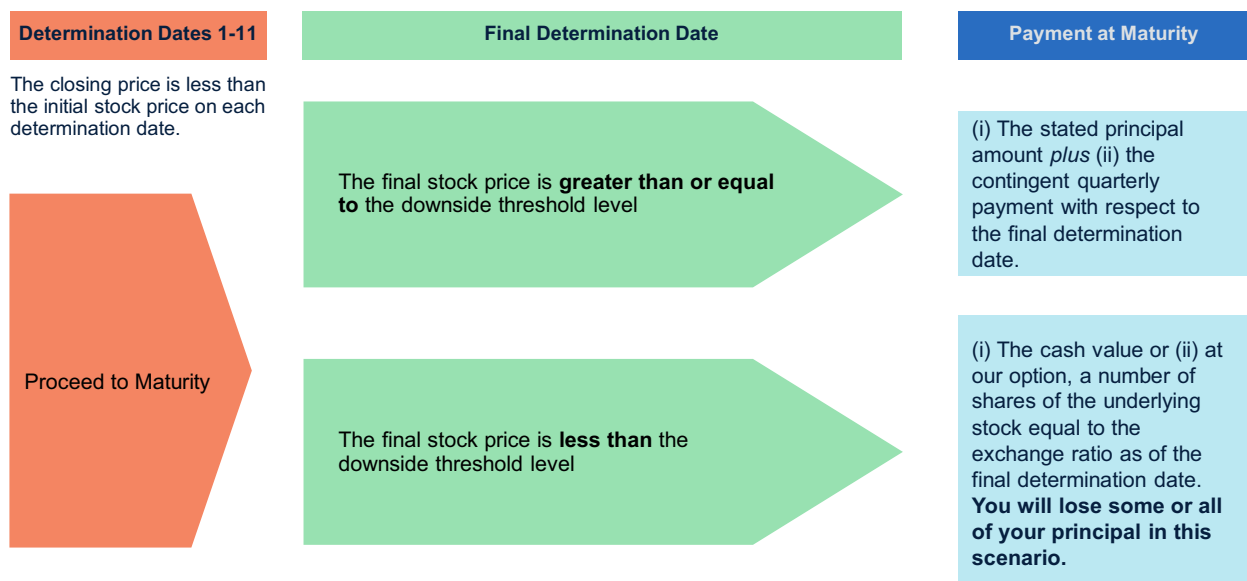 Determination Dates 1-11
Final Determination Date
Payment at Maturity
The closing price is less than
the initial stock price on each
determination date.
Proceed to Maturity
The final stock price is greater than or equal
to the downside threshold level
(i) The stated principal
amount plus (ii) the
contingent quarterly
payment with respect to
the final determination
date.
The final stock price is less than the
downside threshold level
(i) The cash value or (ii) at
our option, a number of
shares of the underlying
stock equal to the
exchange ratio as of the
final determination date.
You will lose some or all
of your principal in this
scenario.